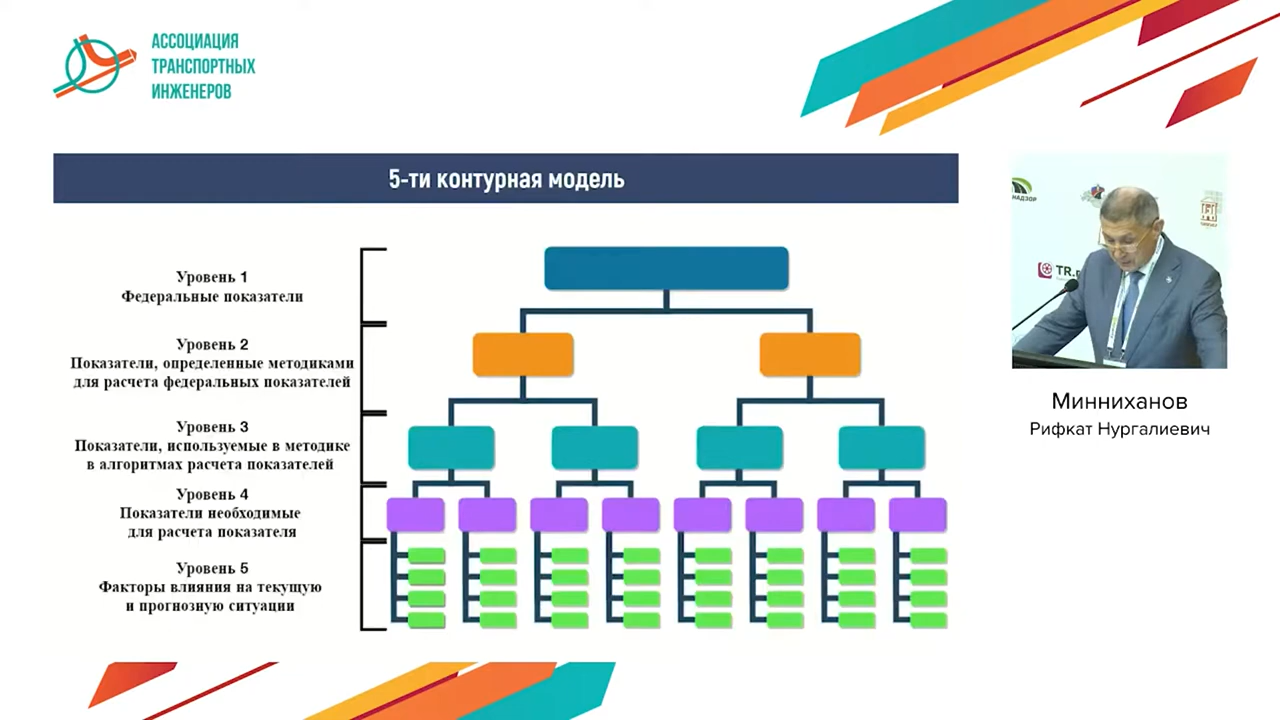 АССОЦИАЦИЯ
ТРАНСПОРТНЫХ
ИНЖЕНЕРОВ
5-ти контурная модель
Уровень 1
Федеральные показатели
Уровень 2
Показатели, определенные методиками
для расчета федеральных показателей
Уровень 3
Показатели, используемые в методике
в алгоритмах расчета показателей
Уровень 4
Показатели необходимые
для расчета показателя
Уровень 5
Факторы влияния на текущую
и прогнозную ситуации
НАДЗОР
TR.
Минниханов
Рифкат Нургалиевич